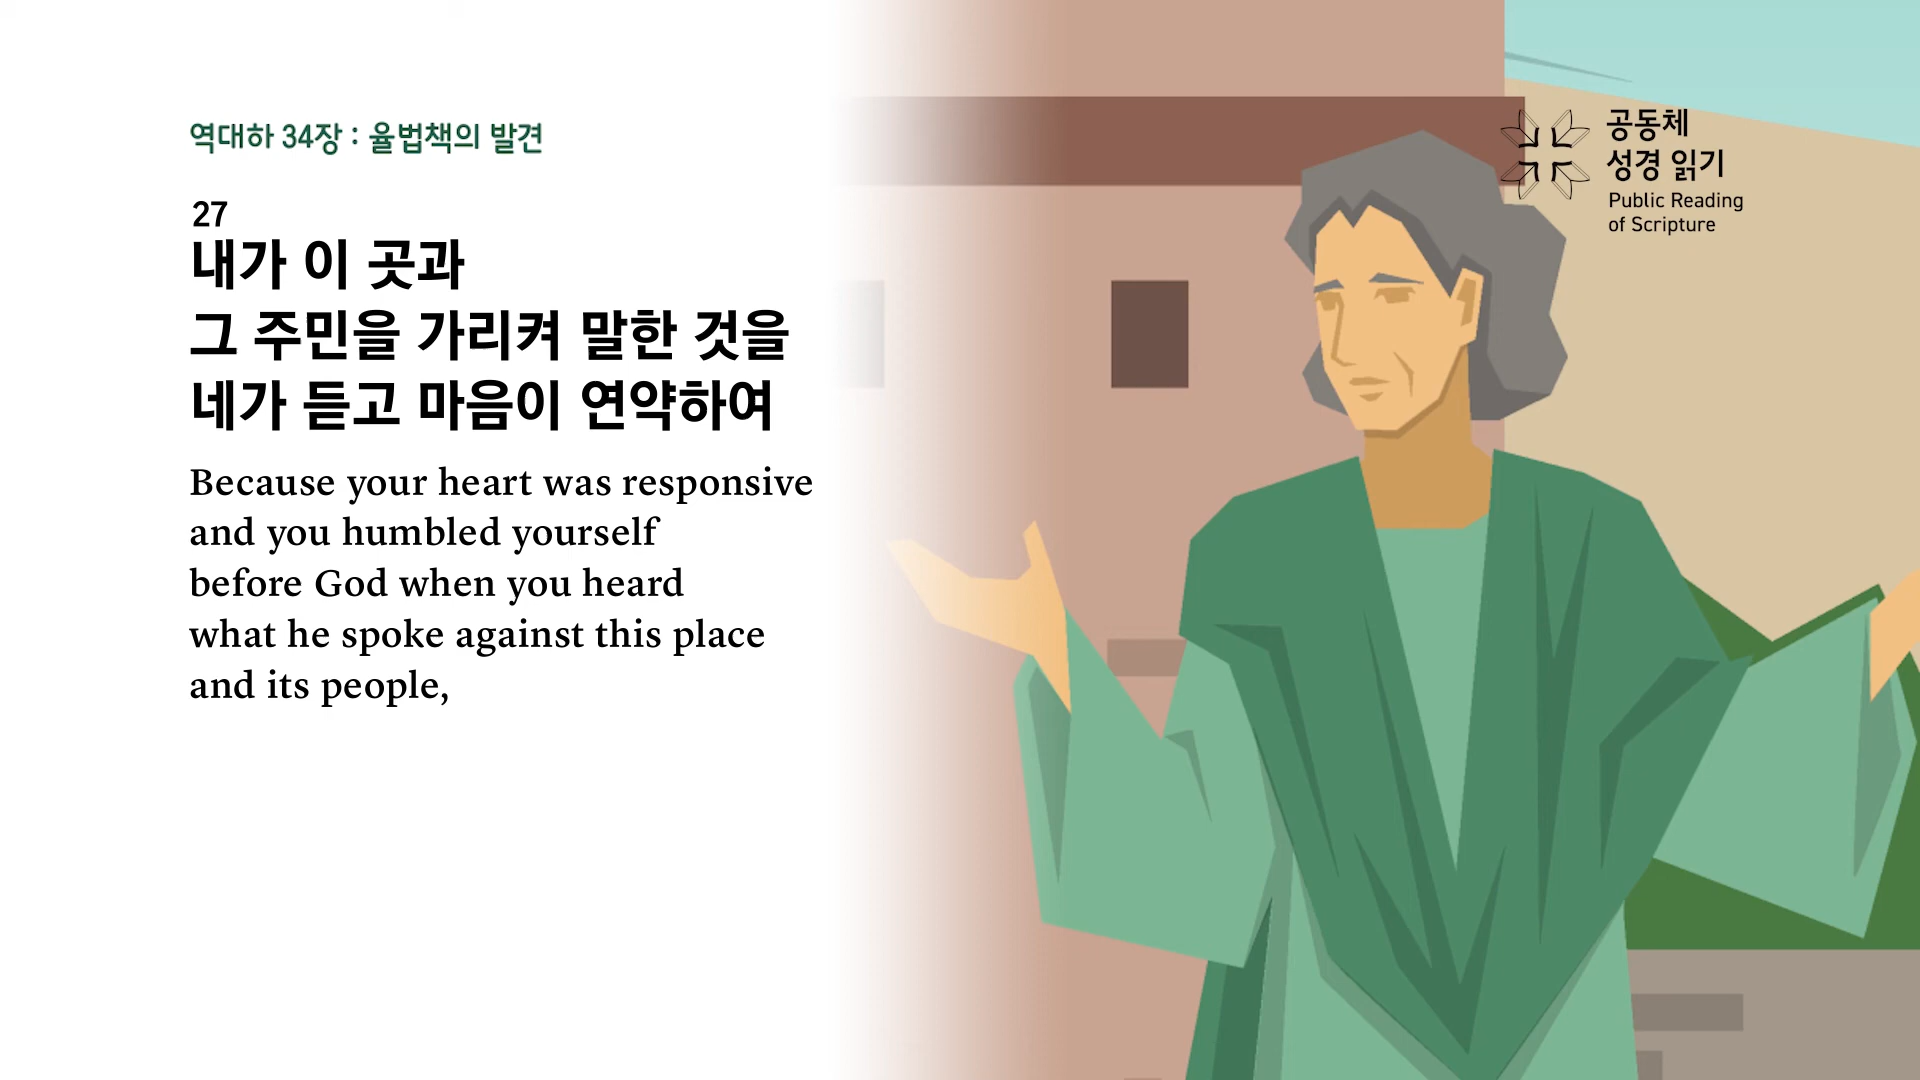 역대하 34장 : 율법책의 발견
27
내가 이 곳과
그 주민을 가리켜 말한 것을
네가 듣고 마음이 연약하여
Because your heart was responsive
and you humbled yourself
before God when you heard
what he spoke against this place
and its people,
공동체
성경 읽기
Public Reading
of Scripture